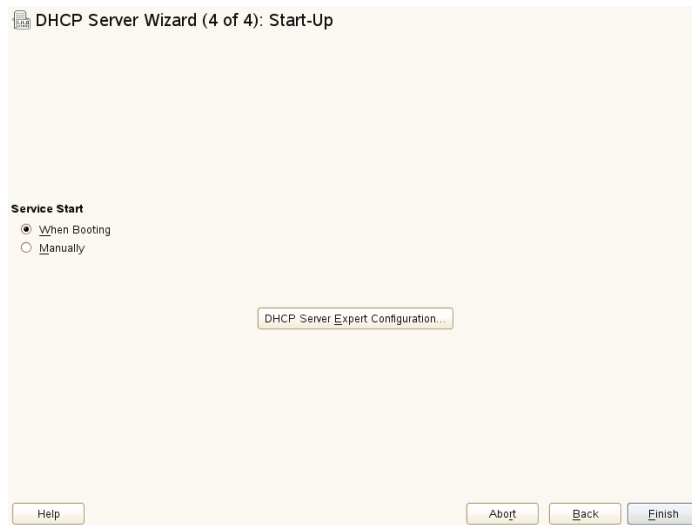 DHCP Server Wizard (4 of 4): Start-Up
Service Start
When Booting
Manually
DHCP Server Expert Configuration...
Help
Abort
Back
Finish